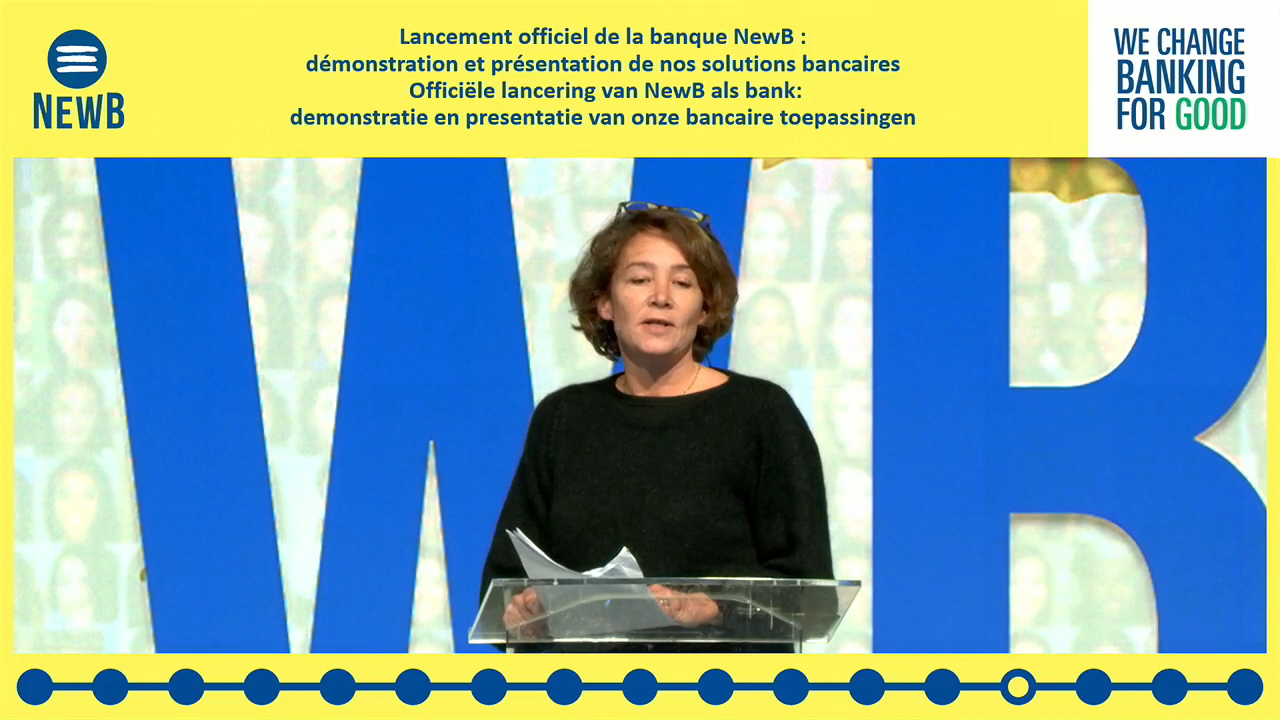 Lancement officiel de la banque NewB :
démonstration et présentation de nos solutions bancaires
Officiële lancering van NewB als bank:
demonstratie en presentatie van onze bancaire toepassingen
NEWB
WE CHANGE
BANKING
FOR GOOD
WB